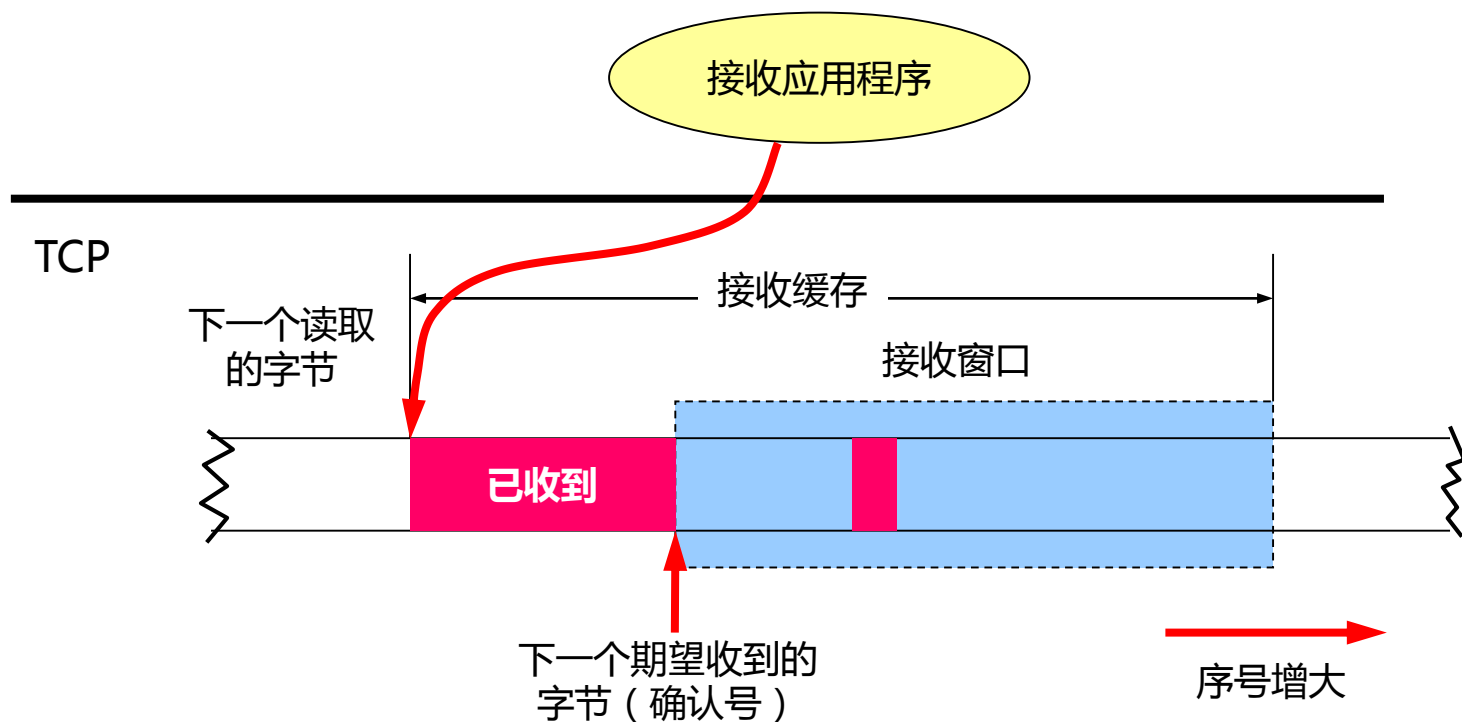 接收应用程序
TCP
接收缓存
下一个读取
的字节
接收窗口
已收到
下一个期望收到的
字节（确认号）
序号增大